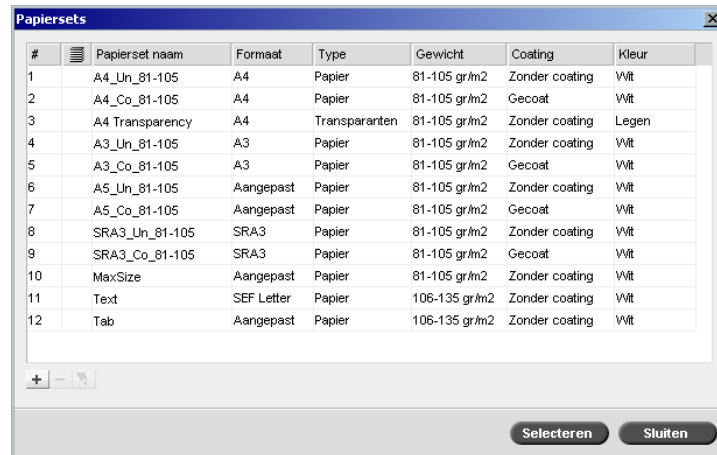 Papiersets
# Papierset naam Formaat Type Gewicht Coating Kleur
1 A4_Un_81-105 A4 Papier 81-105 gr/m2 Zonder coating Wit
2 A4_Co_81-105 A4 Papier 81-105 gr/m2 Gecoat Wit
3 A4 Transparency A4 Transparanten 81-105 gr/m2 Zonder coating Legen
4 A3_Un_81-105 A3 Papier 81-105 gr/m2 Zonder coating Wit
5 A3_Co_81-105 A3 Papier 81-105 gr/m2 Gecoat Wit
6 A5_Un_81-105 Aangepast Papier 81-105 gr/m2 Zonder coating Wit
7 A5_Co_81-105 Aangepast Papier 81-105 gr/m2 Gecoat Wit
8 SRA3_Un_81-105 SRA3 Papier 81-105 gr/m2 Zonder coating Wit
9 SRA3_Co_81-105 SRA3 Papier 81-105 gr/m2 Gecoat Wit
10 MaxSize Aangepast Papier 81-105 gr/m2 Zonder coating Wit
11 Text SEF Letter Papier 106-135 gr/m2 Zonder coating Wit
12 Tab Aangepast Papier 106-135 gr/m2 Zonder coating Wit
Selecteren Sluiten